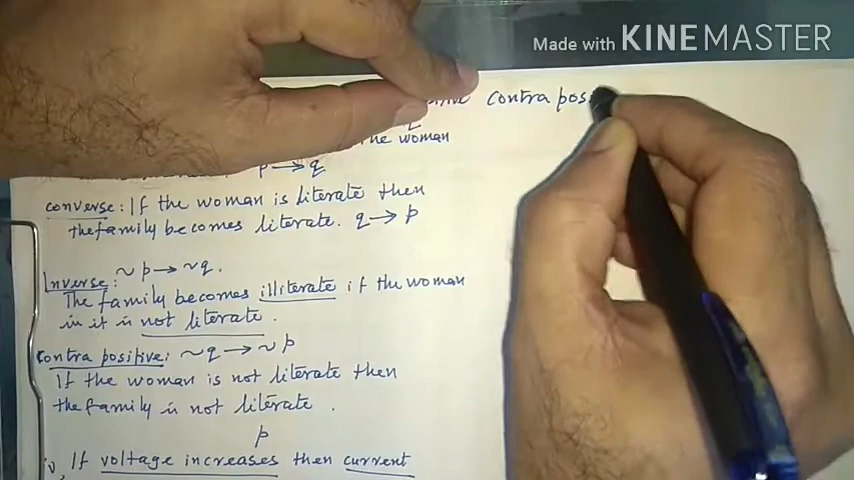 Made with KINEMASTER
contra pos
the woman
p → q
converse: If the woman is literate then
the family becomes literate. q → p
Inverse: ~p → ~q.
The family becomes illiterate if the woman
in it is not literate.
Contra positive: ~q → ~p
If the woman is not literate then
the family is not literate.
p
iv, If voltage increases then current